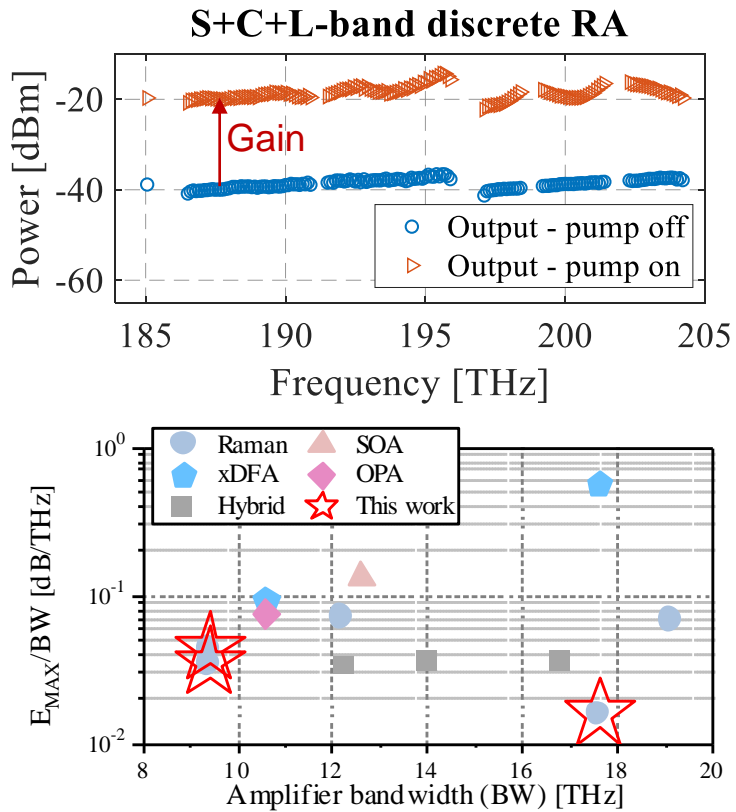 S+C+L-band discrete RA
Power [dBm]
-20
-40
-60
Gain
Output - pump off
Output - pump on
185 190 195 200 205
Frequency [THz]
E_MAX/BW [dB/THz]
10^0
10^-1
10^-2
Raman SOA
xDFA OPA
Hybrid This work
8 10 12 14 16 18 20
Amplifier bandwidth (BW) [THz]